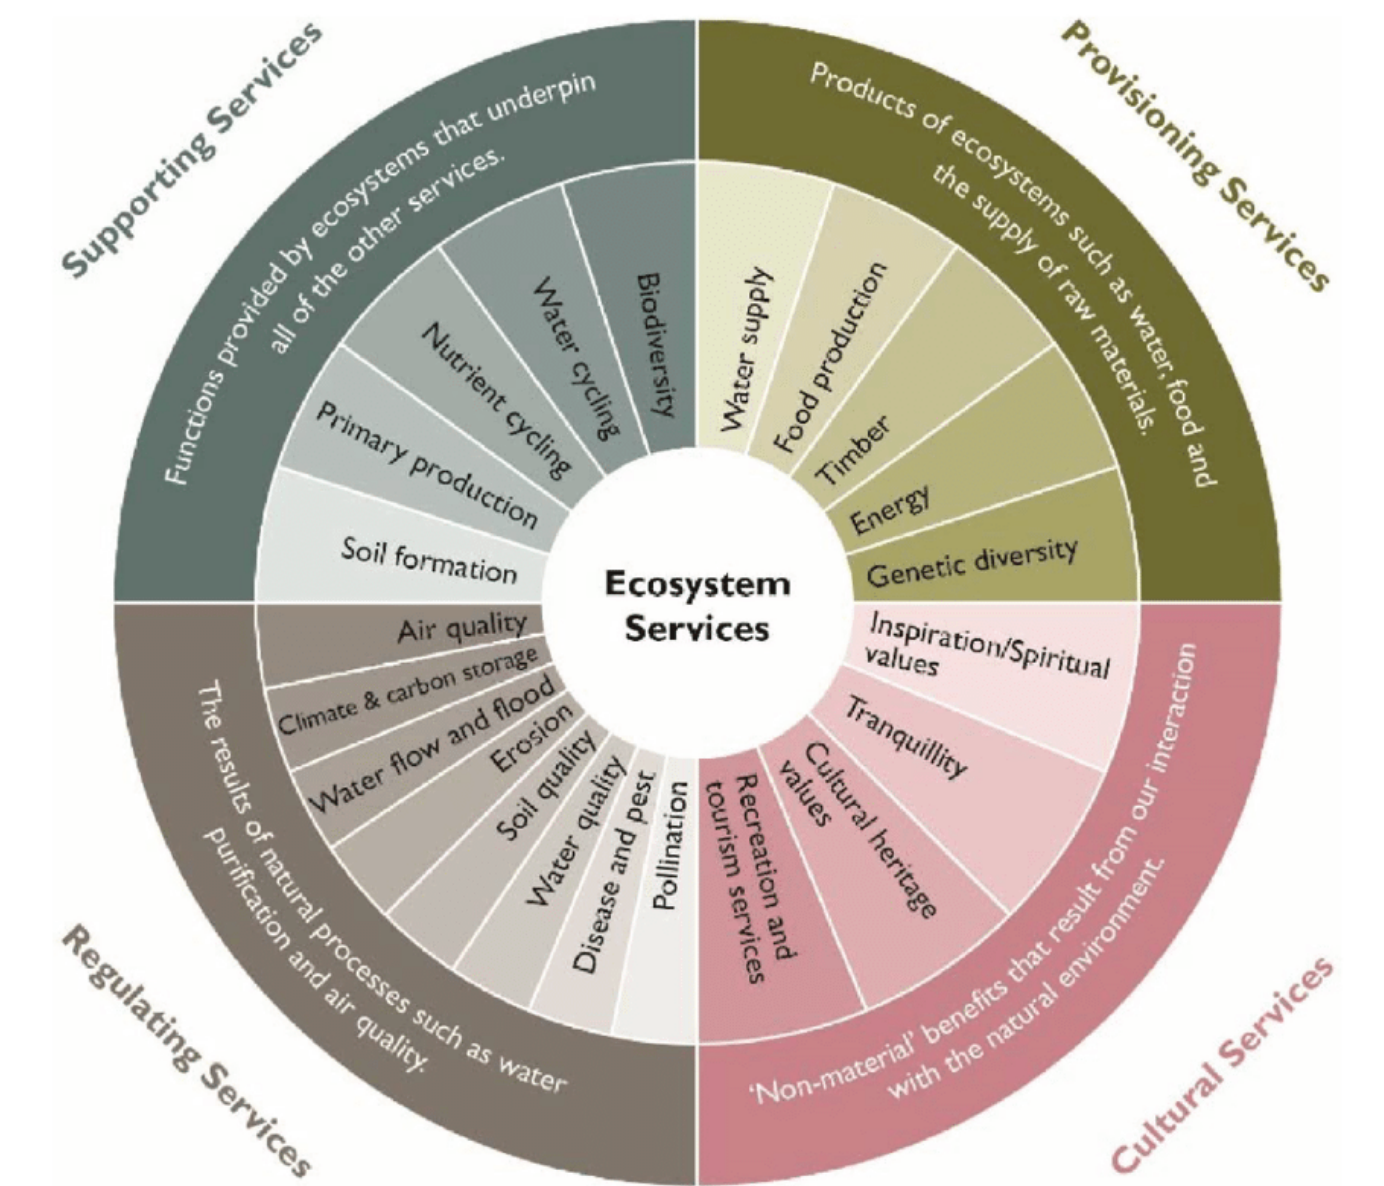 Supporting Services
Functions provided by ecosystems that underpin
all of the other services.
Biodiversity
Water cycling
Nutrient cycling
Primary production
Soil formation
Provisioning Services
Products of ecosystems such as water, food and
the supply of raw materials.
Water supply
Food production
Timber
Energy
Genetic diversity
Ecosystem
Services
Regulating Services
The results of natural processes such as water
purification and air quality.
Air quality
Climate & carbon storage
Water flow and flood
Erosion
Soil quality
Water quality
Disease and pest
Pollination
Cultural Services
'Non-material' benefits that result from our interaction
with the natural environment.
Inspiration/Spiritual
values
Tranquillity
Cultural heritage
values
Recreation and
tourism services